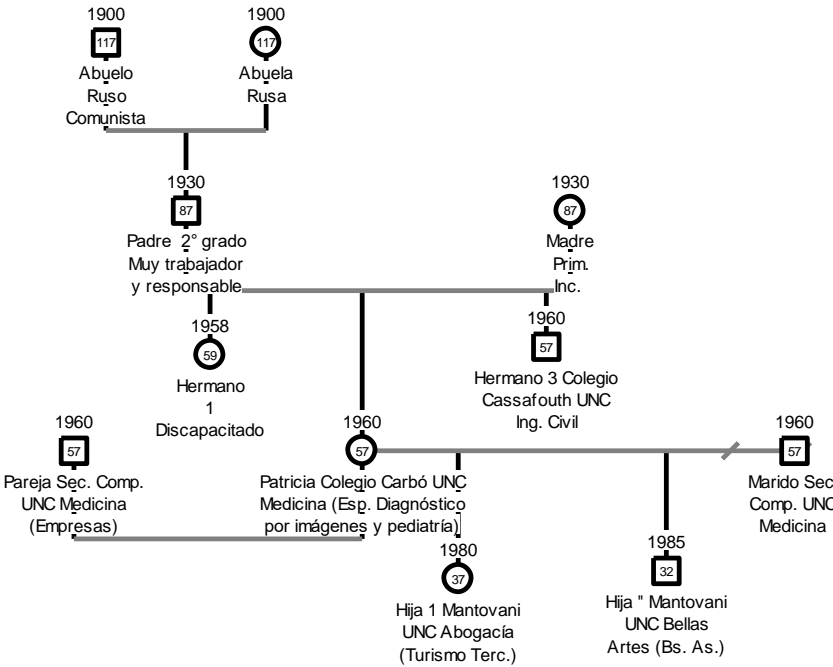 1900
117
Abuelo
Ruso
Comunista
1900
117
Abuela
Rusa
1930
87
Padre 2° grado
Muy trabajador
y responsable
1930
87
Madre
Prim.
Inc.
1958
59
Hermano
1
Discapacitado
1960
57
Hermano 3 Colegio
Cassafouth UNC
Ing. Civil
1960
57
Pareja Sec. Comp.
UNC Medicina
(Empresas)
1960
57
Patricia Colegio Carbó UNC
Medicina (Esp. Diagnóstico
por imágenes y pediatría)
1960
57
Marido Sec
Comp. UNC
Medicina
1980
37
Hija 1 Mantovani
UNC Abogacía
(Turismo Terc.)
1985
32
Hija " Mantovani
UNC Bellas
Artes (Bs. As.)